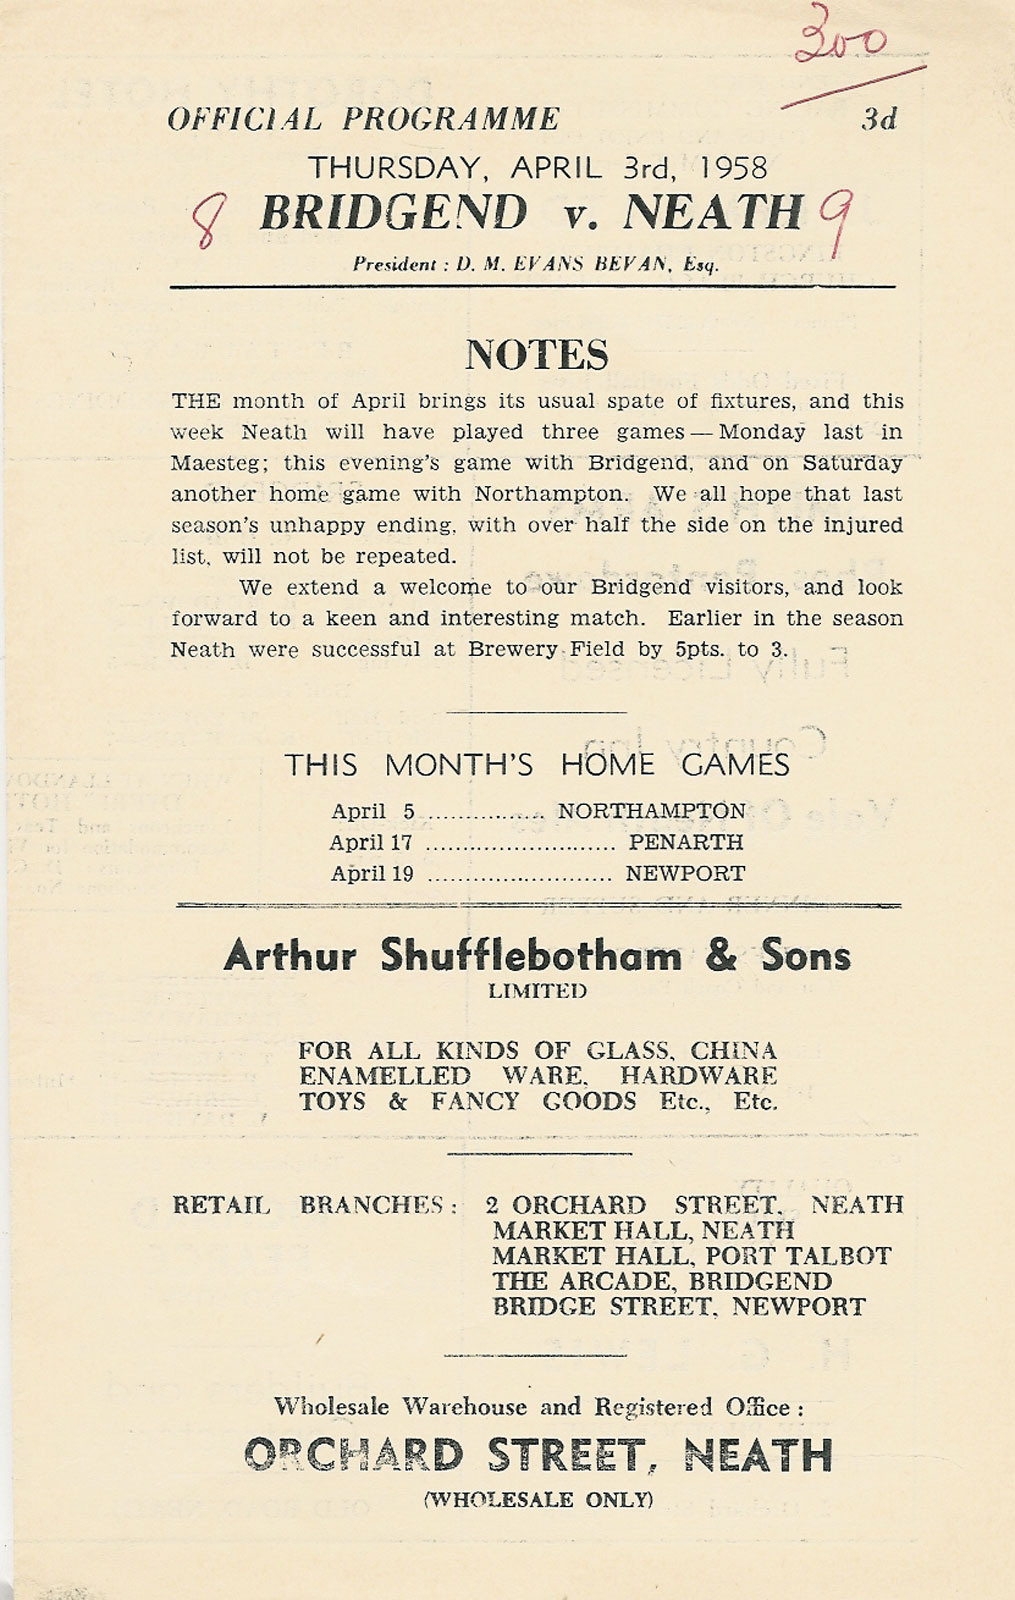 300
OFFICIAL PROGRAMME 3d
THURSDAY, APRIL 3rd, 1958
8 BRIDGEND v. NEATH 9
President : D. M. EVANS BEVAN, Esq.
NOTES
THE month of April brings its usual spate of fixtures, and this
week Neath will have played three games — Monday last in
Maesteg; this evening's game with Bridgend, and on Saturday
another home game with Northampton. We all hope that last
season's unhappy ending, with over half the side on the injured
list, will not be repeated.
We extend a welcome to our Bridgend visitors, and look
forward to a keen and interesting match. Earlier in the season
Neath were successful at Brewery Field by 5pts. to 3.
THIS MONTH'S HOME GAMES
April 5 ................ NORTHAMPTON
April 17 .......................... PENARTH
April 19 ......................... NEWPORT
Arthur Shufflebotham & Sons
LIMITED
FOR ALL KINDS OF GLASS, CHINA
ENAMELLED WARE, HARDWARE
TOYS & FANCY GOODS Etc., Etc.
RETAIL BRANCHES : 2 ORCHARD STREET, NEATH
MARKET HALL, NEATH
MARKET HALL, PORT TALBOT
THE ARCADE, BRIDGEND
BRIDGE STREET, NEWPORT
Wholesale Warehouse and Registered Office :
ORCHARD STREET, NEATH
(WHOLESALE ONLY)